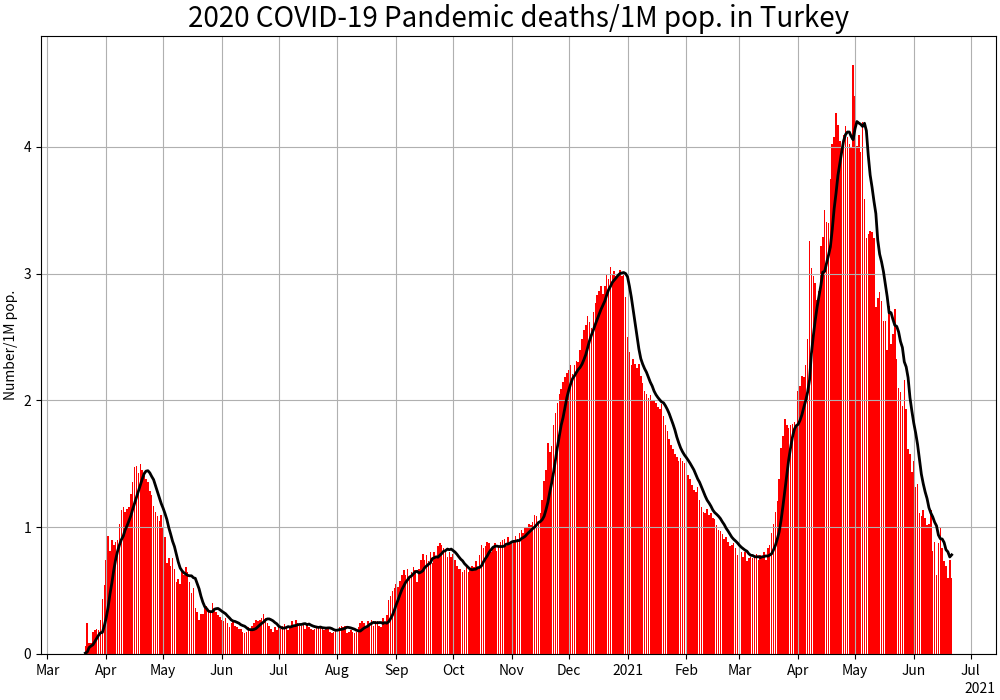 2020 COVID-19 Pandemic deaths/1M pop. in Turkey
Number/1M pop.
4
3
2
1
0
Mar Apr May Jun Jul Aug Sep Oct Nov Dec 2021 Feb Mar Apr May Jun Jul
2021